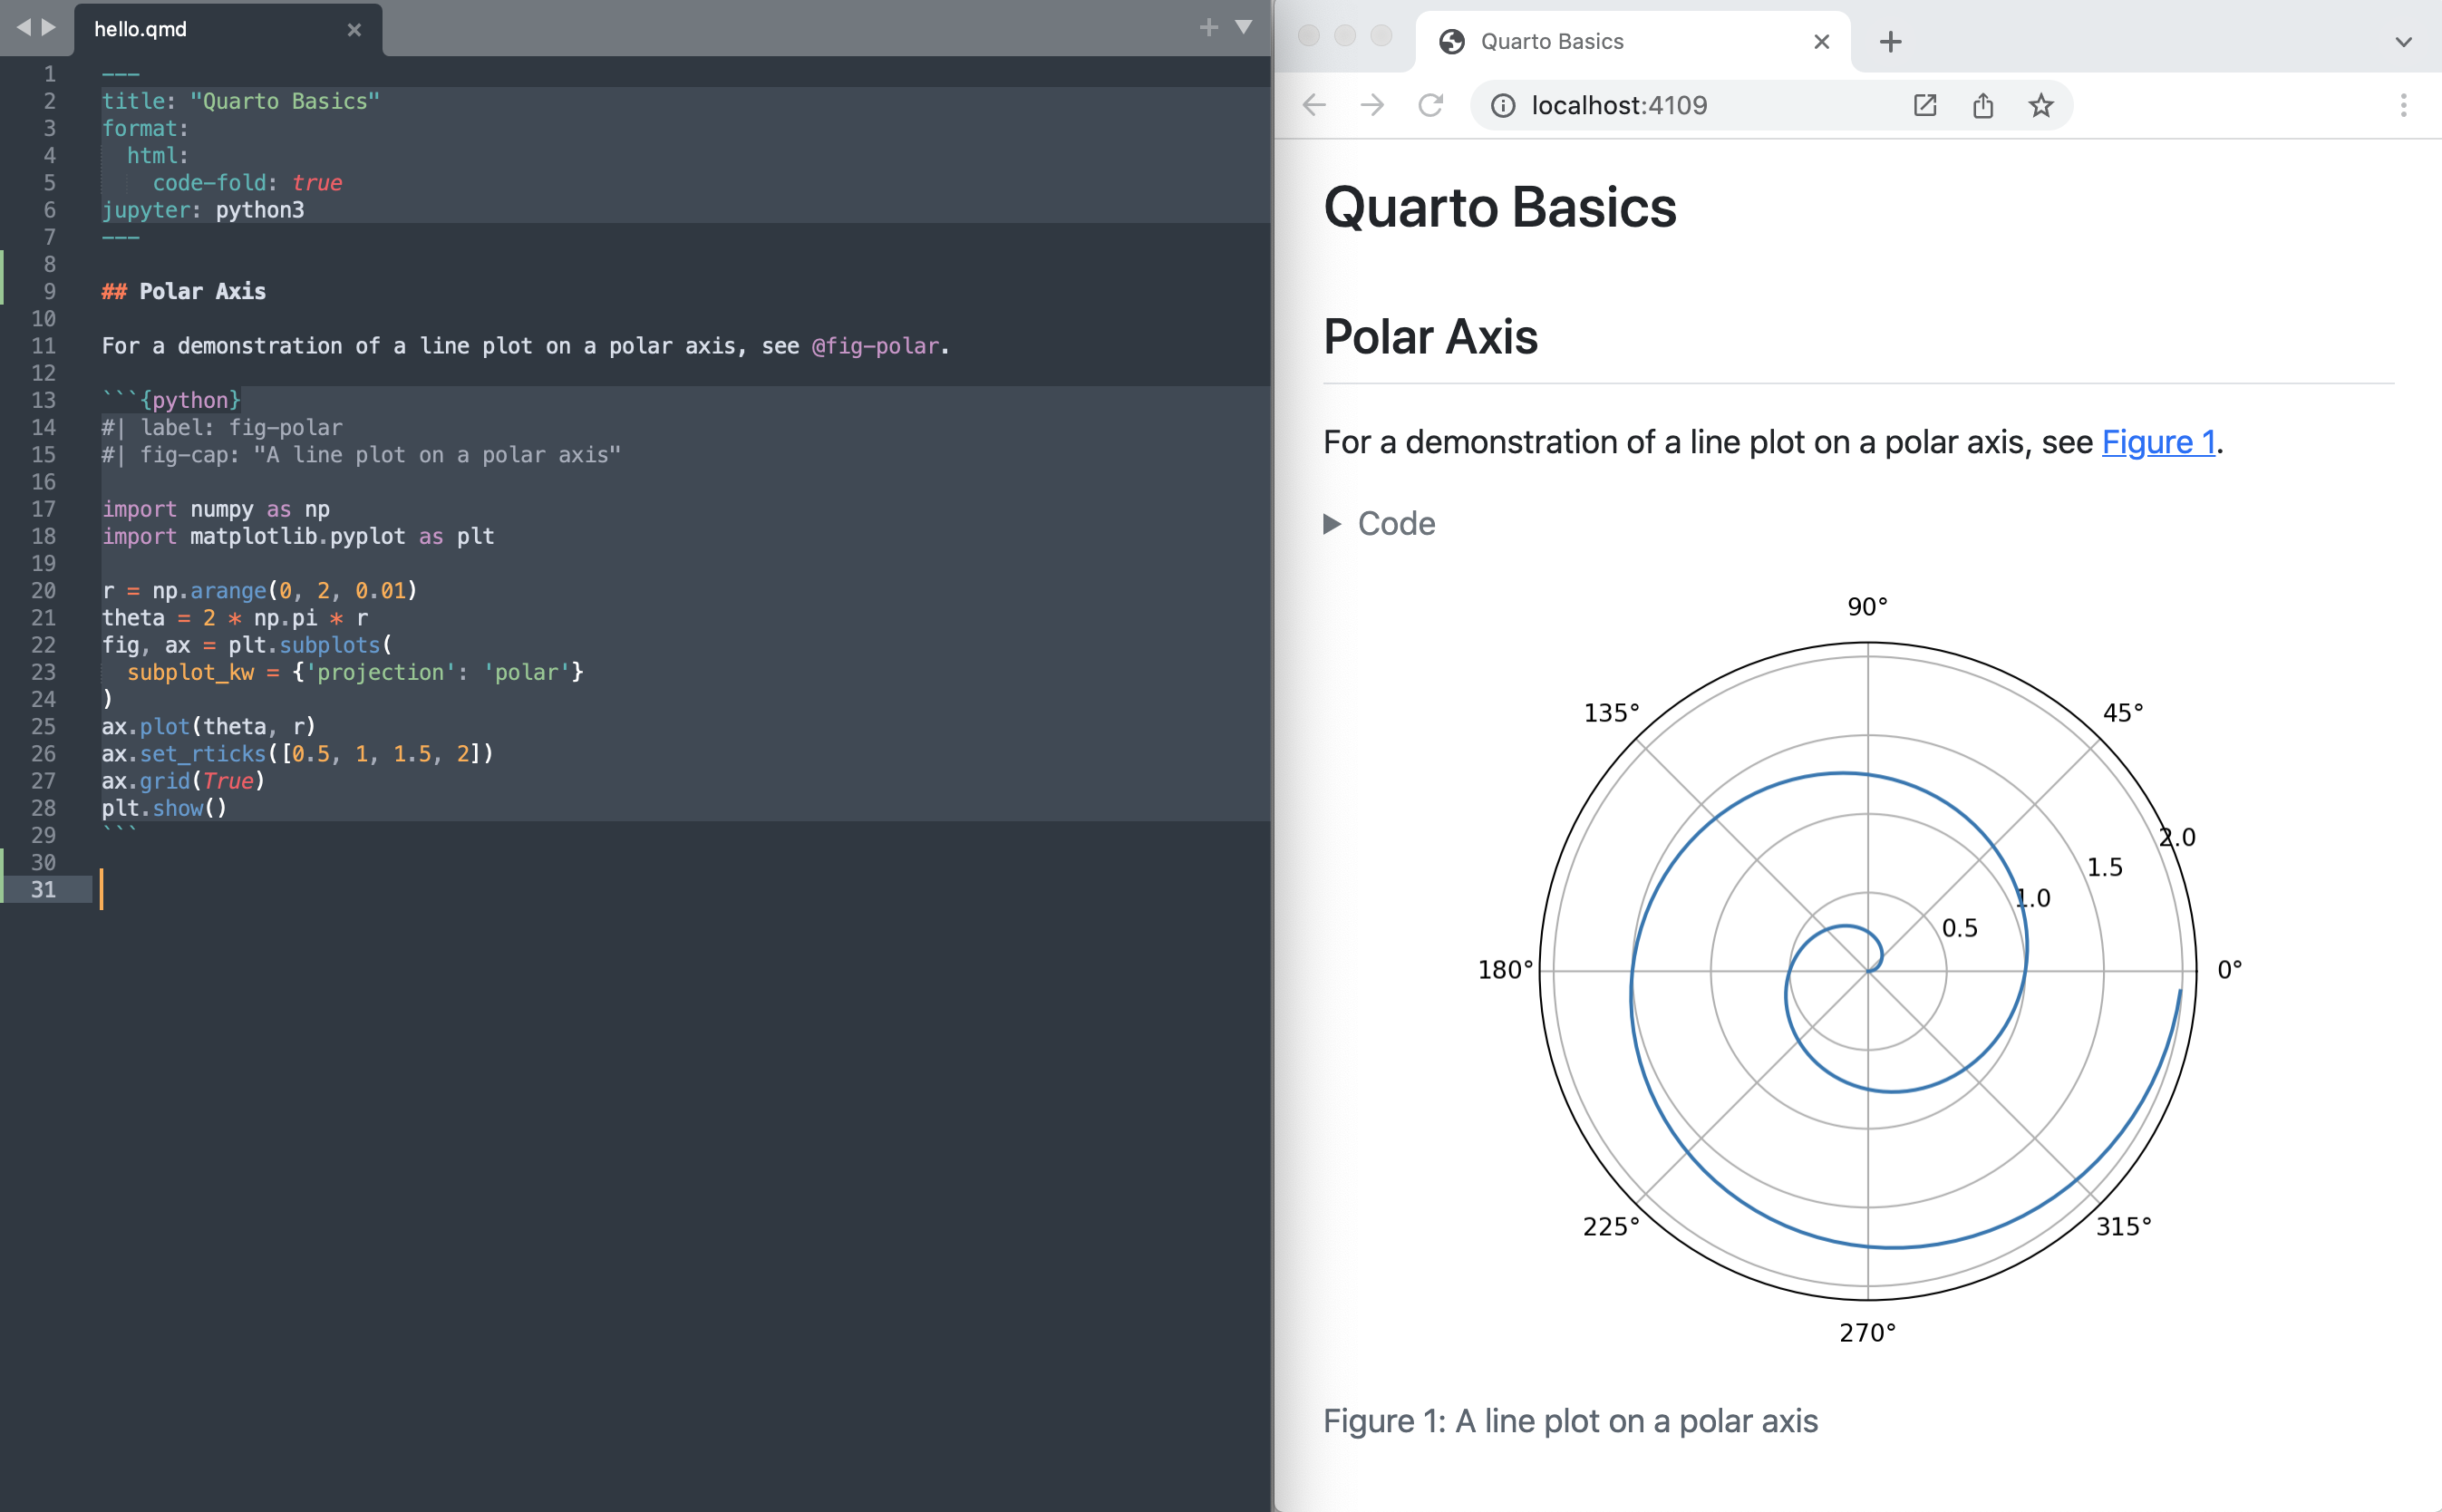 hello.qmd
1 ---
2 title: "Quarto Basics"
3 format:
4   html:
5     code-fold: true
6 jupyter: python3
7 ---
8
9 ## Polar Axis
10
11 For a demonstration of a line plot on a polar axis, see @fig-polar.
12
13 ```{python}
14 #| label: fig-polar
15 #| fig-cap: "A line plot on a polar axis"
16
17 import numpy as np
18 import matplotlib.pyplot as plt
19
20 r = np.arange(0, 2, 0.01)
21 theta = 2 * np.pi * r
22 fig, ax = plt.subplots(
23   subplot_kw = {'projection': 'polar'}
24 )
25 ax.plot(theta, r)
26 ax.set_rticks([0.5, 1, 1.5, 2])
27 ax.grid(True)
28 plt.show()
29 ```
30
31
Quarto Basics
localhost:4109
Quarto Basics
Polar Axis
For a demonstration of a line plot on a polar axis, see Figure 1.
Code
90°
135°
45°
2.0
1.5
1.0
0.5
180°
0°
225°
315°
270°
Figure 1: A line plot on a polar axis